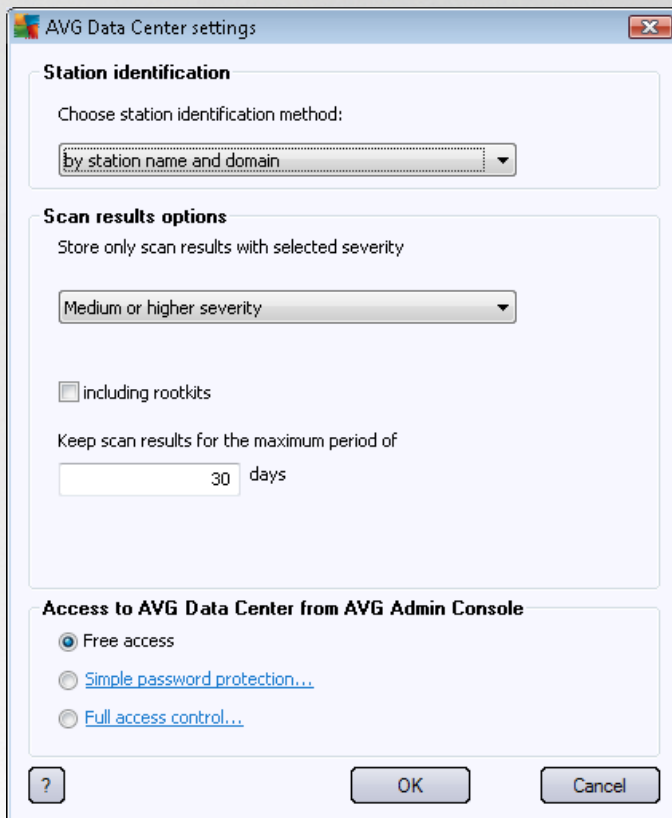 AVG Data Center settings
Station identification
Choose station identification method:
by station name and domain
Scan results options
Store only scan results with selected severity
Medium or higher severity
including rootkits
Keep scan results for the maximum period of
30 days
Access to AVG Data Center from AVG Admin Console
Free access
Simple password protection...
Full access control...
? OK Cancel